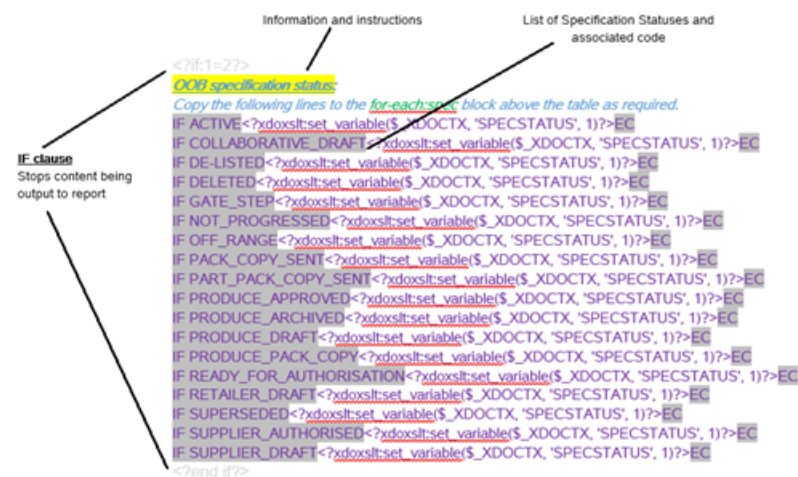 Information and instructions
List of Specification Statuses and
associated code
<?if:1=2?>
OOB specification status:
Copy the following lines to the for-each:spec block above the table as required.
IF ACTIVE<?xdoxslt:set_variable($_XDOCTX, 'SPECSTATUS', 1)?>EC
IF COLLABORATIVE_DRAFT<?xdoxslt:set_variable($_XDOCTX, 'SPECSTATUS', 1)?>EC
IF DE-LISTED<?xdoxslt:set_variable($_XDOCTX, 'SPECSTATUS', 1)?>EC
IF DELETED<?xdoxslt:set_variable($_XDOCTX, 'SPECSTATUS', 1)?>EC
IF GATE_STEP<?xdoxslt:set_variable($_XDOCTX, 'SPECSTATUS', 1)?>EC
IF NOT_PROGRESSED<?xdoxslt:set_variable($_XDOCTX, 'SPECSTATUS', 1)?>EC
IF OFF_RANGE<?xdoxslt:set_variable($_XDOCTX, 'SPECSTATUS', 1)?>EC
IF PACK_COPY_SENT<?xdoxslt:set_variable($_XDOCTX, 'SPECSTATUS', 1)?>EC
IF PART_PACK_COPY_SENT<?xdoxslt:set_variable($_XDOCTX, 'SPECSTATUS', 1)?>EC
IF PRODUCE_APPROVED<?xdoxslt:set_variable($_XDOCTX, 'SPECSTATUS', 1)?>EC
IF PRODUCE_ARCHIVED<?xdoxslt:set_variable($_XDOCTX, 'SPECSTATUS', 1)?>EC
IF PRODUCE_DRAFT<?xdoxslt:set_variable($_XDOCTX, 'SPECSTATUS', 1)?>EC
IF PRODUCE_PACK_COPY<?xdoxslt:set_variable($_XDOCTX, 'SPECSTATUS', 1)?>EC
IF READY_FOR_AUTHORISATION<?xdoxslt:set_variable($_XDOCTX, 'SPECSTATUS', 1)?>EC
IF RETAILER_DRAFT<?xdoxslt:set_variable($_XDOCTX, 'SPECSTATUS', 1)?>EC
IF SUPERSEDED<?xdoxslt:set_variable($_XDOCTX, 'SPECSTATUS', 1)?>EC
IF SUPPLIER_AUTHORISED<?xdoxslt:set_variable($_XDOCTX, 'SPECSTATUS', 1)?>EC
IF SUPPLIER_DRAFT<?xdoxslt:set_variable($_XDOCTX, 'SPECSTATUS', 1)?>EC
<?end if?>
IF clause
Stops content being
output to report